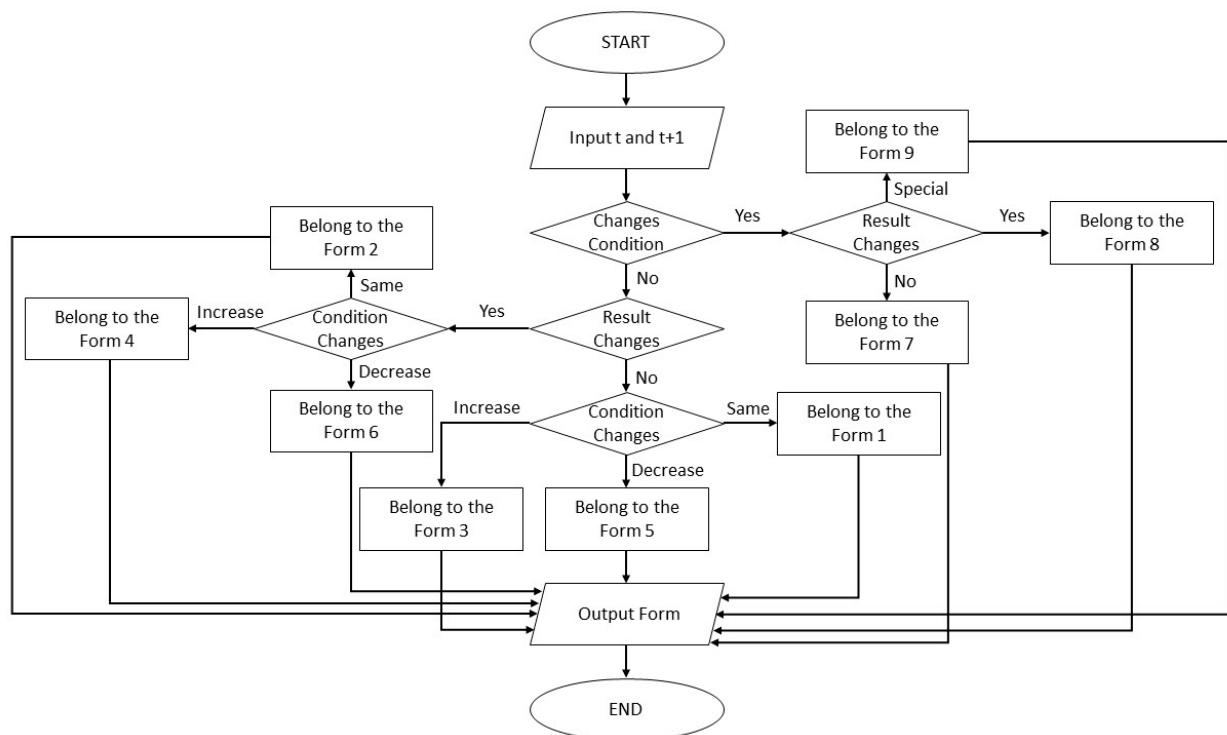 START
Input t and t+1
Belong to the
Form 9
Special
Changes
Condition
Yes
Result
Changes
Yes
Belong to the
Form 8
Belong to the
Form 2
No
No
Same
Belong to the
Form 4
Increase
Condition
Changes
Yes
Result
Changes
Belong to the
Form 7
Decrease
No
Belong to the
Form 6
Increase
Condition
Changes
Same
Belong to the
Form 1
Decrease
Belong to the
Form 3
Belong to the
Form 5
Output Form
END